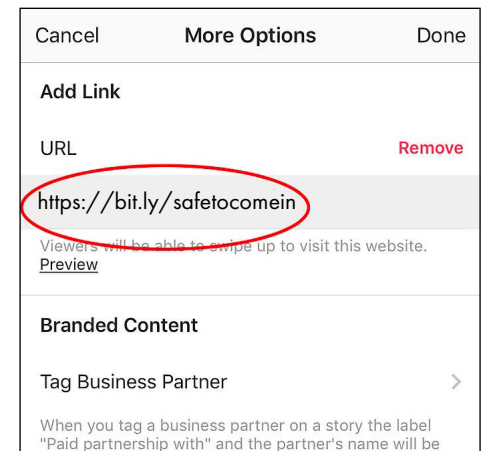 Cancel More Options Done
Add Link
URL Remove
https://bit.ly/safetocomein
Viewers will be able to swipe up to visit this website.
Preview
Branded Content
Tag Business Partner
When you tag a business partner on a story the label
"Paid partnership with" and the partner's name will be